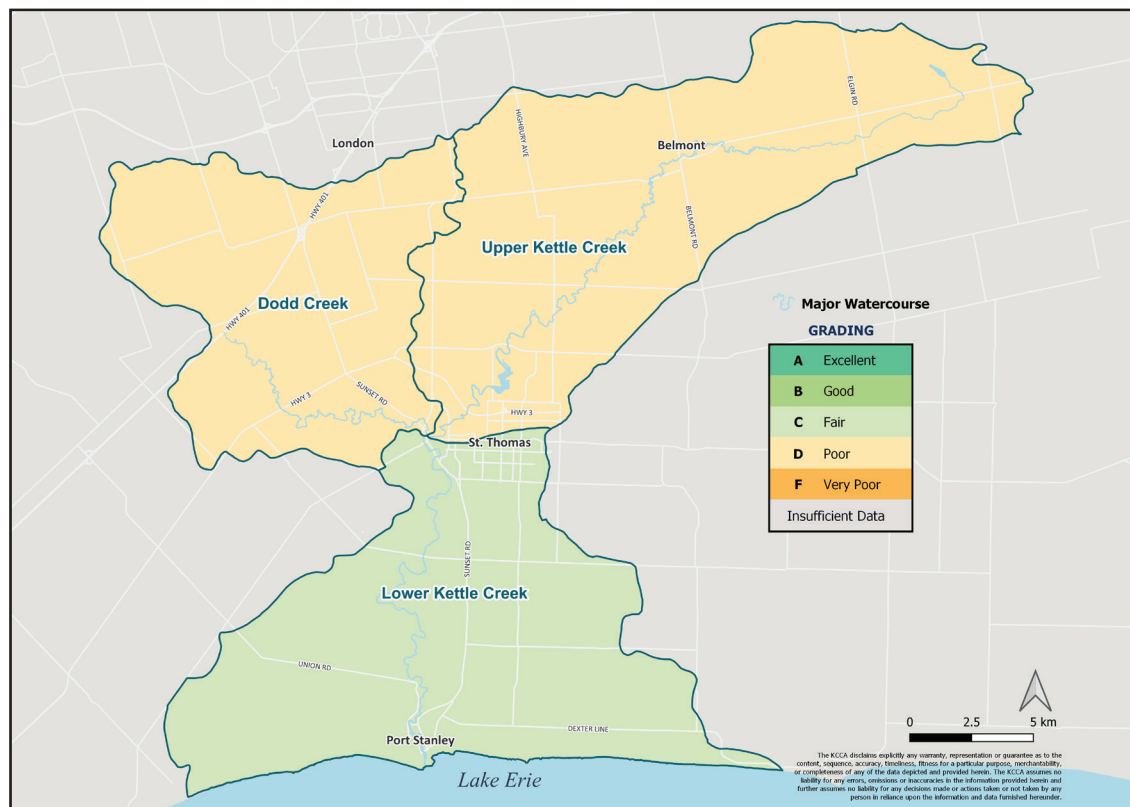 London
HIGHBURY AVE
ELGIN RD
Belmont
HWY 401
BELMONT RD
Upper Kettle Creek
Dodd Creek
HWY 401
Major Watercourse
GRADING
A Excellent
B Good
C Fair
D Poor
F Very Poor
Insufficient Data
SUNSET RD
HWY 3
HWY 3
St. Thomas
SUNSET RD
Lower Kettle Creek
UNION RD
DEXTER LINE
Port Stanley
Lake Erie
0 2.5 5 km
The KCCA disclaims explicitly any warranty, representation or guarantee as to the
content, sequence, accuracy, timeliness, fitness for a particular purpose, merchantability,
or completeness of any of the data depicted and provided herein. The KCCA assumes no
liability for any errors, omissions or inaccuracies in the information provided herein and
further assumes no liability for any decisions made or actions taken or not taken by any
person in reliance upon the information and data furnished hereunder.